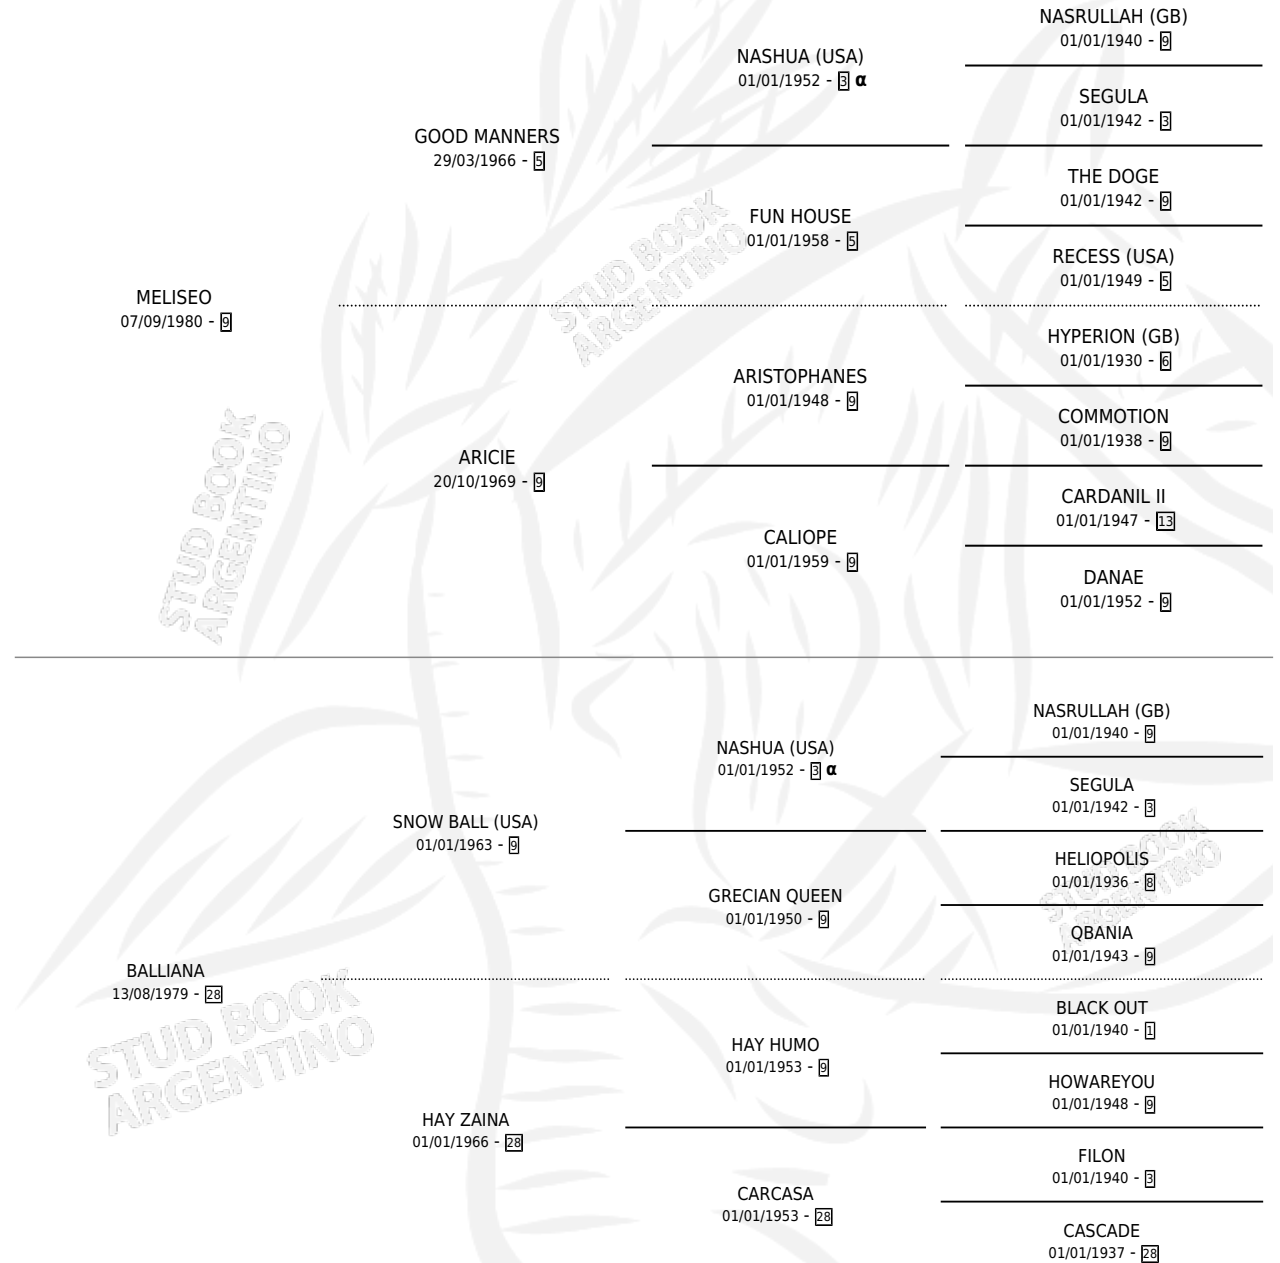 NASRULLAH (GB)
01/01/1940 - 9
NASHUA (USA)
01/01/1952 - 3 α
SEGULA
01/01/1942 - 3
GOOD MANNERS
29/03/1966 - 5
THE DOGE
01/01/1942 - 9
FUN HOUSE
01/01/1958 - 5
RECESS (USA)
01/01/1949 - 5
MELISEO
07/09/1980 - 9
HYPERION (GB)
01/01/1930 - 6
ARISTOPHANES
01/01/1948 - 9
COMMOTION
01/01/1938 - 9
ARICIE
20/10/1969 - 9
CARDANIL II
01/01/1947 - 13
CALIOPE
01/01/1959 - 9
DANAE
01/01/1952 - 9
NASRULLAH (GB)
01/01/1940 - 9
NASHUA (USA)
01/01/1952 - 3 α
SEGULA
01/01/1942 - 3
SNOW BALL (USA)
01/01/1963 - 9
HELIOPOLIS
01/01/1936 - 8
GRECIAN QUEEN
01/01/1950 - 9
QBANIA
01/01/1943 - 9
BALLIANA
13/08/1979 - 28
BLACK OUT
01/01/1940 - 1
HAY HUMO
01/01/1953 - 9
HOWAREYOU
01/01/1948 - 9
HAY ZAINA
01/01/1966 - 28
FILON
01/01/1940 - 3
CARCASA
01/01/1953 - 28
CASCADE
01/01/1937 - 28
STUD BOOK
ARGENTINO
STUD BOOK
ARGENTINO
STUD BOOK
ARGENTINO
STUD BOOK
ARGENTINO